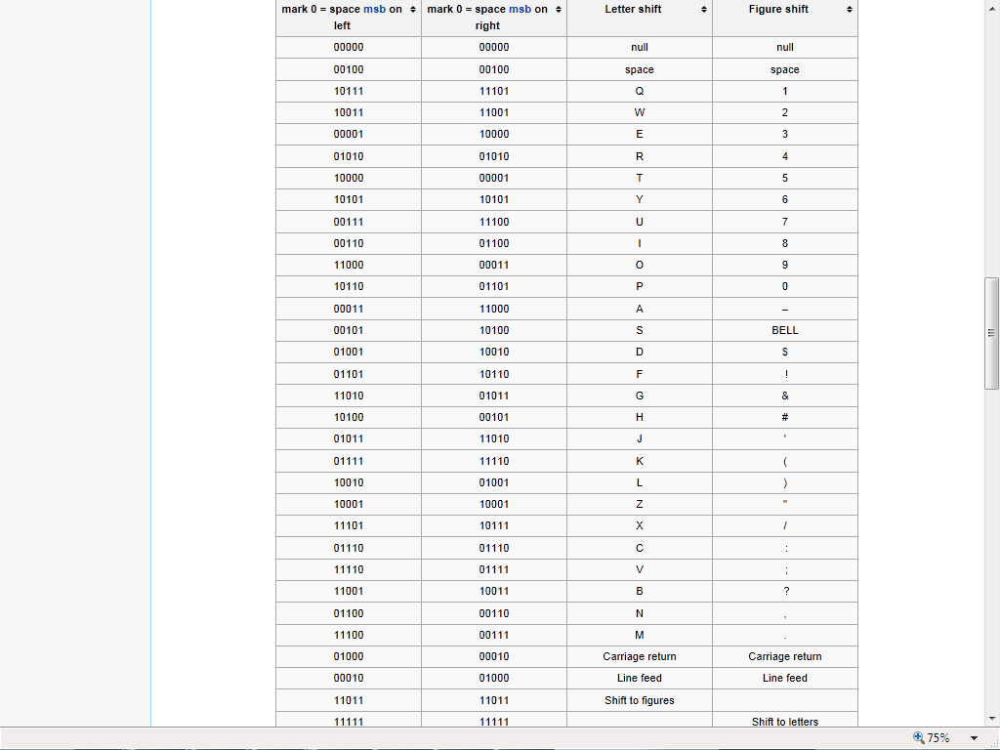 mark 0 = space msb on left mark 0 = space msb on right Letter shift Figure shift
00000 00000 null null
00100 00100 space space
10111 11101 Q 1
10011 11001 W 2
00001 10000 E 3
01010 01010 R 4
10000 00001 T 5
10101 10101 Y 6
00111 11100 U 7
00110 01100 I 8
11000 00011 O 9
10110 01101 P 0
00011 11000 A –
00101 10100 S BELL
01001 10010 D $
01101 10110 F !
11010 01011 G &
10100 00101 H #
01011 11010 J '
01111 11110 K (
10010 01001 L )
10001 10001 Z "
11101 10111 X /
01110 01110 C :
11110 01111 V ;
11001 10011 B ?
01100 00110 N ,
11100 00111 M .
01000 00010 Carriage return Carriage return
00010 01000 Line feed Line feed
11011 11011 Shift to figures
11111 11111 Shift to letters
75%